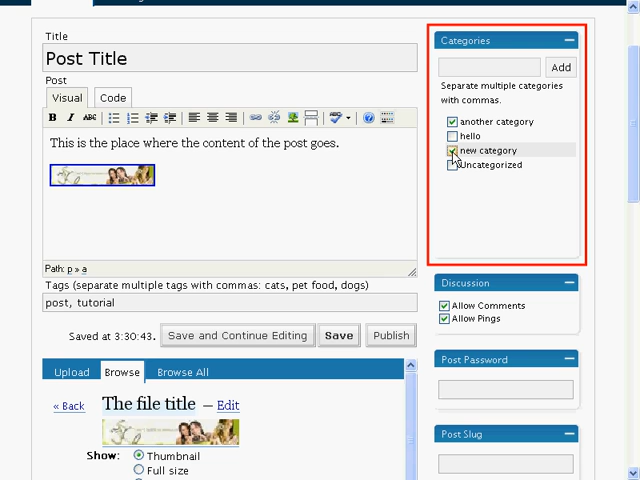 Title
Categories
Post Title
Add
Post
Separate multiple categories
with commas.
Visual
Code
B I ABC
another category
hello
new category
Uncategorized
This is the place where the content of the post goes.
Path: p » a
Tags (separate multiple tags with commas: cats, pet food, dogs)
post, tutorial
Discussion
Allow Comments
Allow Pings
Saved at 3:30:43.
Save and Continue Editing
Save
Publish
Upload
Browse
Browse All
Post Password
« Back
The file title — Edit
Show:
Thumbnail
Full size
Post Slug